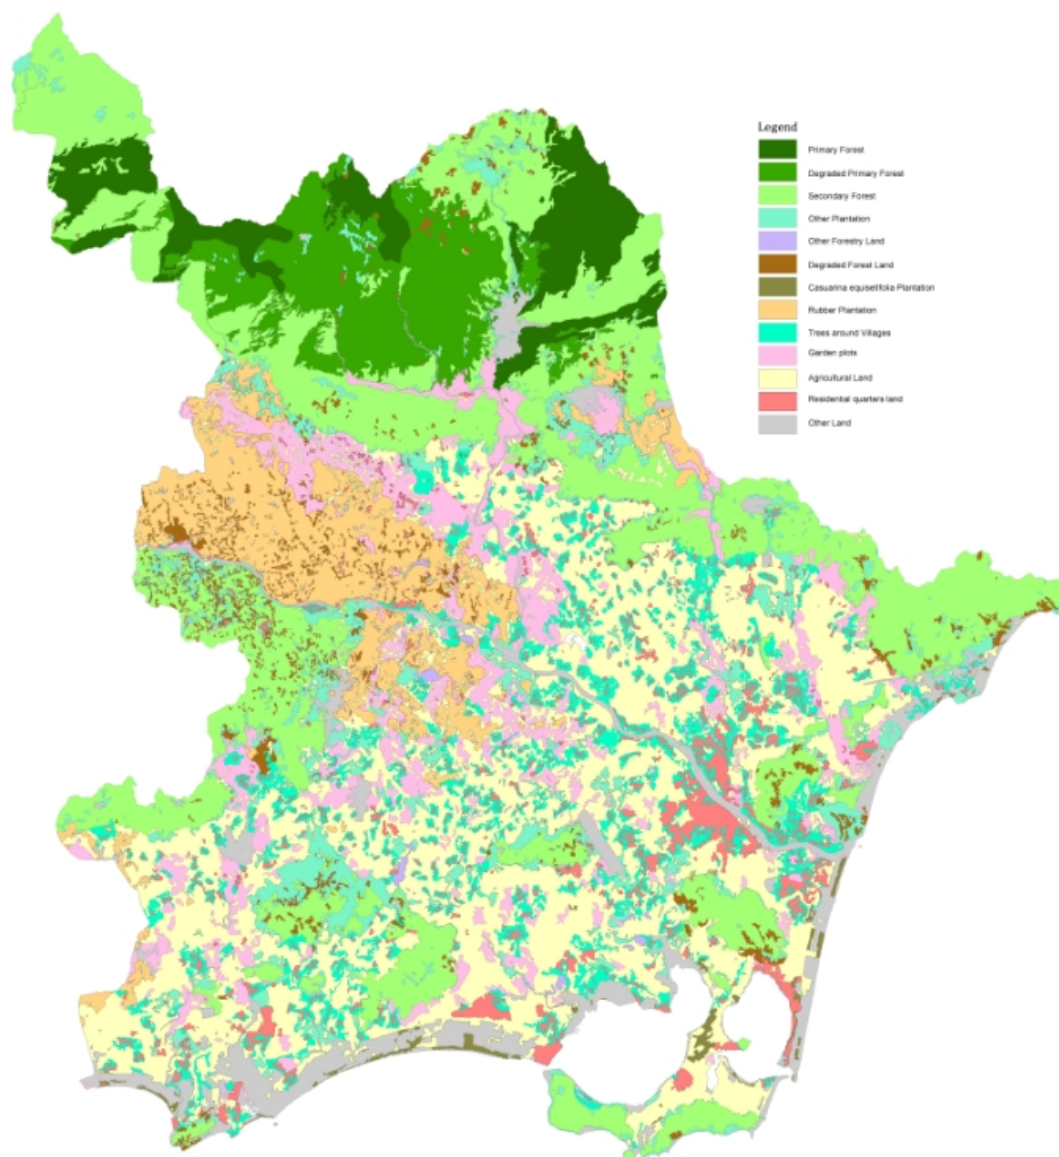 Legend
Primary Forest
Degraded Primary Forest
Secondary Forest
Other Plantation
Other Forestry Land
Degraded Forest Land
Casuarina equisetifolia Plantation
Rubber Plantation
Trees around Villages
Garden plots
Agricultural Land
Residential quarters land
Other Land